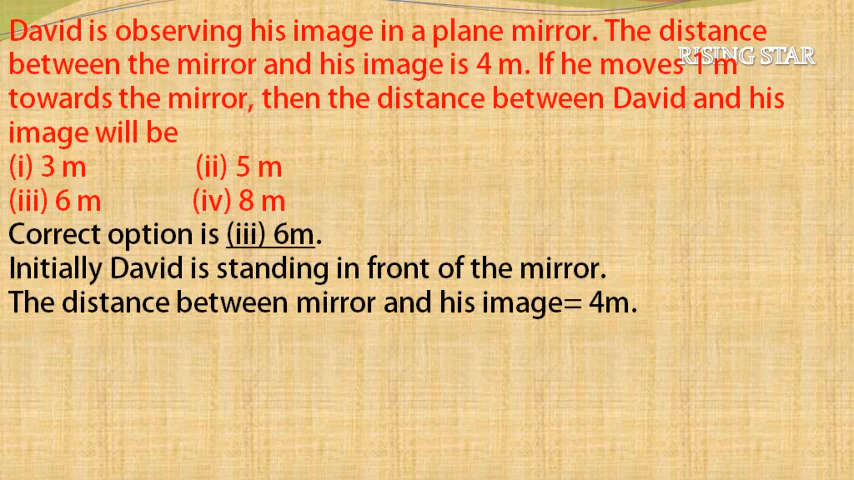 David is observing his image in a plane mirror. The distance
between the mirror and his image is 4 m. If he moves 1 m
RISING STAR
towards the mirror, then the distance between David and his
image will be
(i) 3 m (ii) 5 m
(iii) 6 m (iv) 8 m
Correct option is (iii) 6m.
Initially David is standing in front of the mirror.
The distance between mirror and his image= 4m.